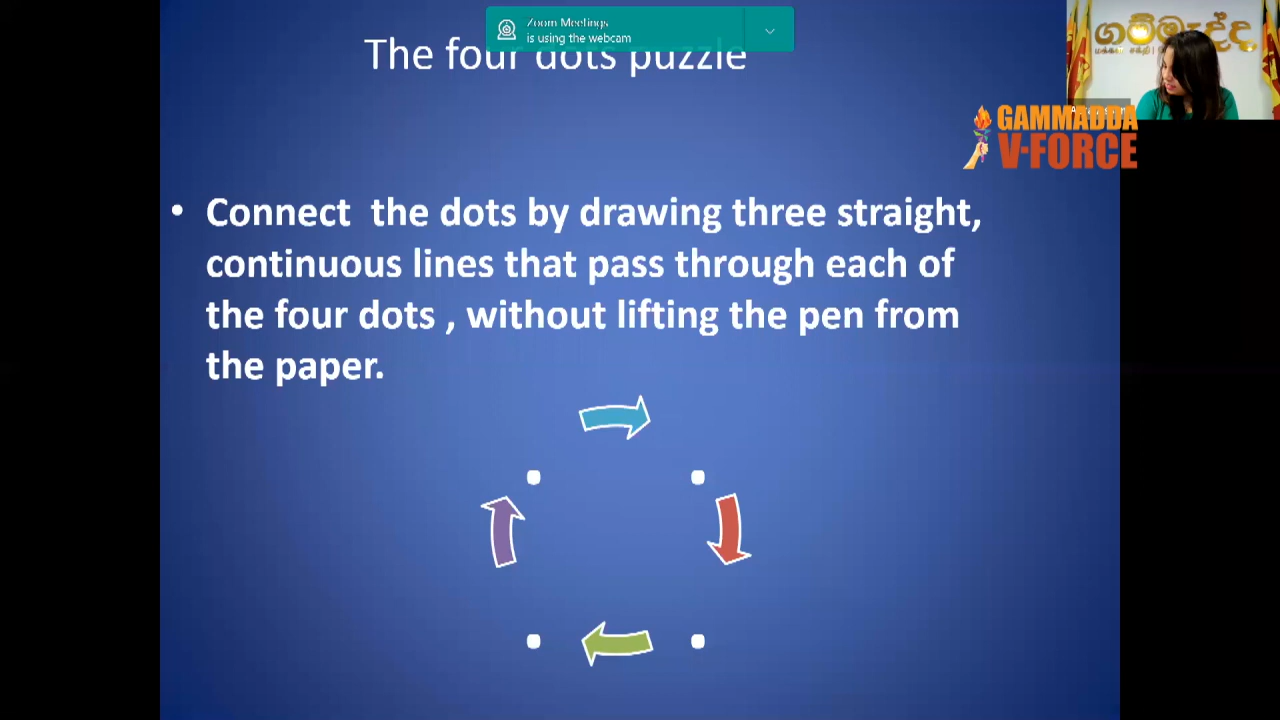 Zoom Meetings
is using the webcam
The four dots puzzle
ගම්මැද්ද
GAMMADDA
V-FORCE
• Connect the dots by drawing three straight,
continuous lines that pass through each of
the four dots , without lifting the pen from
the paper.